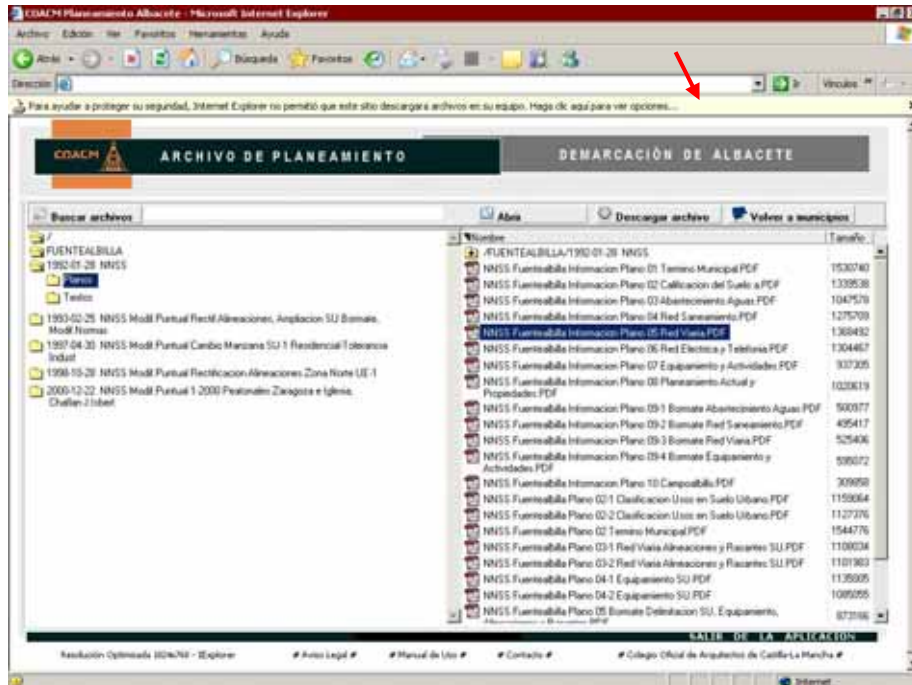 COACM Planeamiento Albacete - Microsoft Internet Explorer
Archivo Edición Ver Favoritos Herramientas Ayuda
Atrás Búsqueda Favoritos
Dirección Ir Vínculos
Para ayudar a proteger su seguridad, Internet Explorer no permitió que este sitio descargara archivos en su equipo. Haga clic aquí para ver opciones...
COACM ARCHIVO DE PLANEAMIENTO DEMARCACIÓN DE ALBACETE
Buscar archivos Abrir Descargar archivo Volver a municipios
/
FUENTEALBILLA
1992-01-28 NNSS
Planos
Textos
1993-02-25 NNSS Modif.Puntual Rectif.Alineaciones, Ampliacion SU Bormate,
Modif.Normas
1997-04-30 NNSS Modif.Puntual Cambio Manzana SU-1 Residencial-Tolerancia
Indust
1998-10-28 NNSS Modif.Puntual Rectificacion Alineaciones Zona Norte UE-1
2000-12-22 NNSS Modif.Puntual 1-2000 Peatonales Zaragoza e Iglesia,
Nombre Tamaño
/FUENTEALBILLA/1992-01-28 NNSS
NNSS Fuentealbilla Informacion Plano 01 Termino Municipal.PDF 1530740
NNSS Fuentealbilla Informacion Plano 02 Calificacion del Suelo a.PDF 1339538
NNSS Fuentealbilla Informacion Plano 03 Abastecimiento Aguas.PDF 1047578
NNSS Fuentealbilla Informacion Plano 04 Red Saneamiento.PDF 1275709
NNSS Fuentealbilla Informacion Plano 05 Red Viaria.PDF 1368492
NNSS Fuentealbilla Informacion Plano 06 Red Electrica y Telefonia.PDF 1304467
NNSS Fuentealbilla Informacion Plano 07 Equipamiento y Actividades.PDF 937305
NNSS Fuentealbilla Informacion Plano 08 Planeamiento Actual y
Propiedades.PDF 1020619
NNSS Fuentealbilla Informacion Plano 09-1 Bormate Abastecimiento Aguas.PDF 500977
NNSS Fuentealbilla Informacion Plano 09-2 Bormate Red Saneamiento.PDF 495417
NNSS Fuentealbilla Informacion Plano 09-3 Bormate Red Viaria.PDF 525406
NNSS Fuentealbilla Informacion Plano 09-4 Bormate Equipamiento y
Actividades.PDF 595072
NNSS Fuentealbilla Informacion Plano 10 Campoalbillo.PDF 309858
NNSS Fuentealbilla Plano 02-1 Clasificacion Usos en Suelo Urbano.PDF 1159864
NNSS Fuentealbilla Plano 02-2 Clasificacion Usos en Suelo Urbano.PDF 1127376
NNSS Fuentealbilla Plano 02 Termino Municipal.PDF 1544776
NNSS Fuentealbilla Plano 03-1 Red Viaria Alineaciones y Rasantes SU.PDF 1108034
NNSS Fuentealbilla Plano 03-2 Red Viaria Alineaciones y Rasantes SU.PDF 1101903
NNSS Fuentealbilla Plano 04-1 Equipamiento SU.PDF 1135005
NNSS Fuentealbilla Plano 04-2 Equipamiento SU.PDF 1085055
NNSS Fuentealbilla Plano 05 Bormate Delimitacion SU, Equipamiento, 873166
SALIR DE LA APLICACION
Resolución Optimizada 1024x768 - IExplorer # Aviso Legal # # Manual de Uso # # Contacto # # Colegio Oficial de Arquitectos de Castilla-La Mancha #
Internet